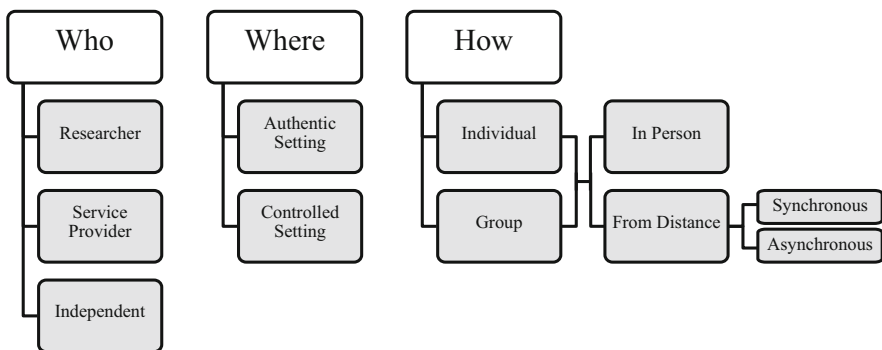 Who
Researcher
Service
Provider
Independent
Where
Authentic
Setting
Controlled
Setting
How
Individual
Group
In Person
From Distance
Synchronous
Asynchronous